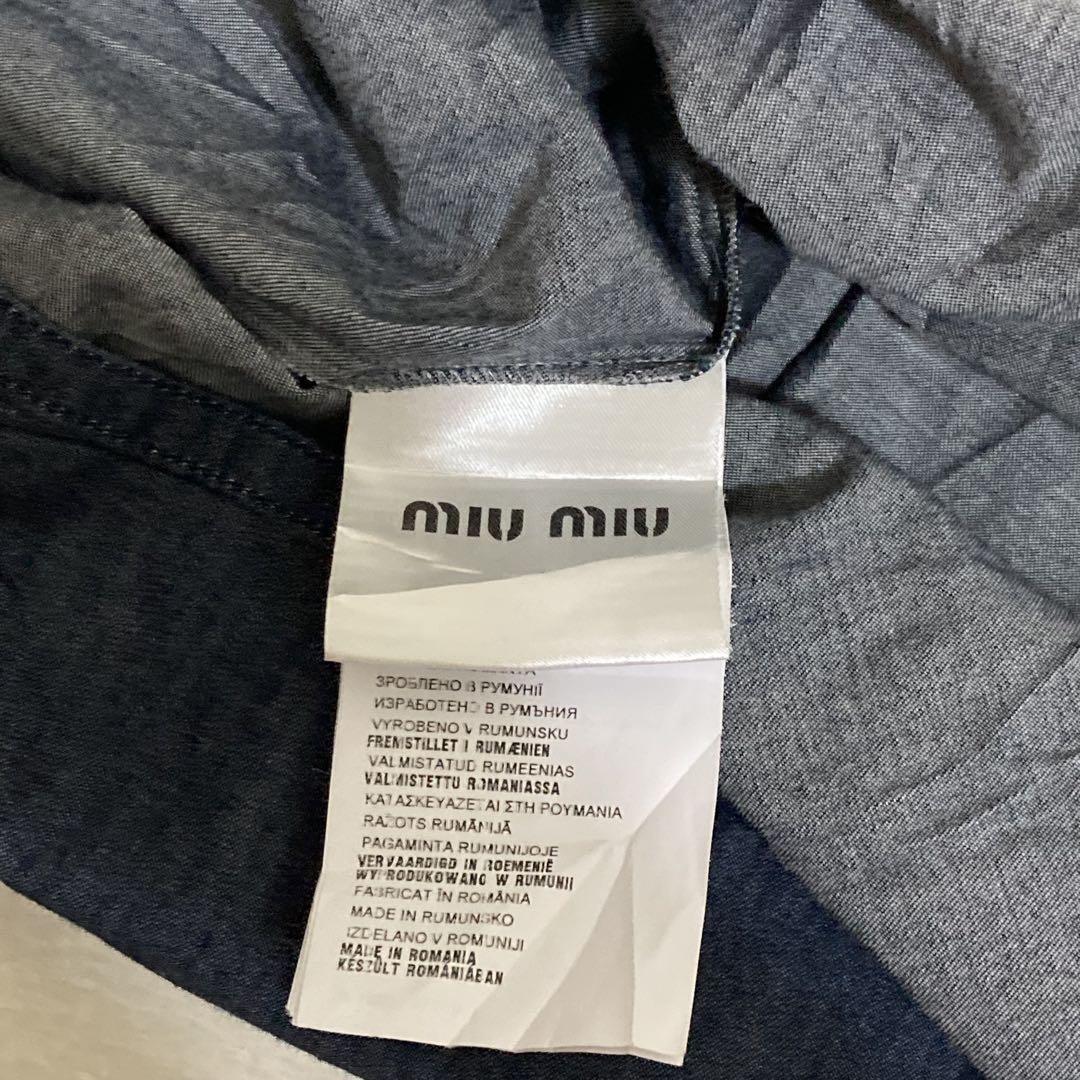 miu miu
ЗРОБЛЕНО В РУМУНІЇ
ИЗРАБОТЕНО В РУМЪНИЯ
VYROBENO V RUMUNSKU
FREMSTILLET I RUMÆNIEN
VALMISTATUD RUMEENIAS
VALMISTETTU ROMANIASSA
ΚΑΤΑΣΚΕΥΑΖΕΤΑΙ ΣΤΗ ΡΟΥΜΑΝΙΑ
RAŽOTS RUMĀNIJĀ
PAGAMINTA RUMUNIJOJE
VERVAARDIGD IN ROEMENIË
WYPRODUKOWANO W RUMUNII
FABRICAT ÎN ROMÂNIA
MADE IN RUMUNSKO
IZDELANO V ROMUNIJI
MADE IN ROMANIA
KÉSZÜLT ROMÁNIÁBAN